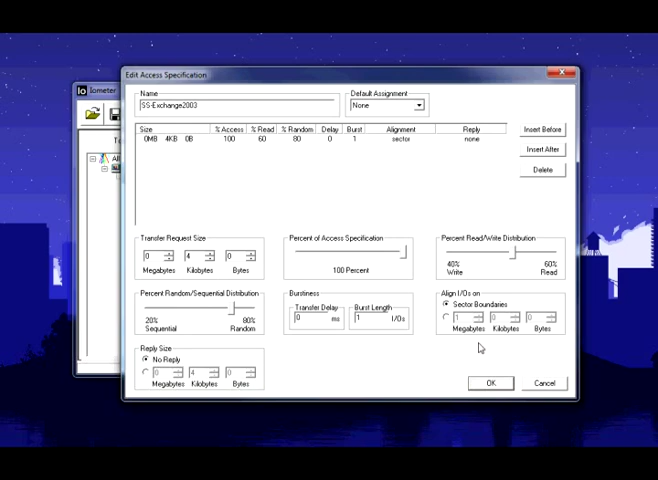 Edit Access Specification
Iometer
Name
SS-Exchange2003
Default Assignment
None
Size % Access % Read % Random Delay Burst Alignment Reply
0MB 4KB 0B 100 60 80 0 1 sector none
Insert Before
Insert After
Delete
Transfer Request Size
0 4 0
Megabytes Kilobytes Bytes
Percent of Access Specification
100 Percent
Percent Read/Write Distribution
40% 60%
Write Read
Percent Random/Sequential Distribution
20% 80%
Sequential Random
Burstiness
Transfer Delay
0 ms
Burst Length
1 I/Os
Align I/Os on
Sector Boundaries
1 0 0
Megabytes Kilobytes Bytes
Reply Size
No Reply
0 4 0
Megabytes Kilobytes Bytes
OK
Cancel
All